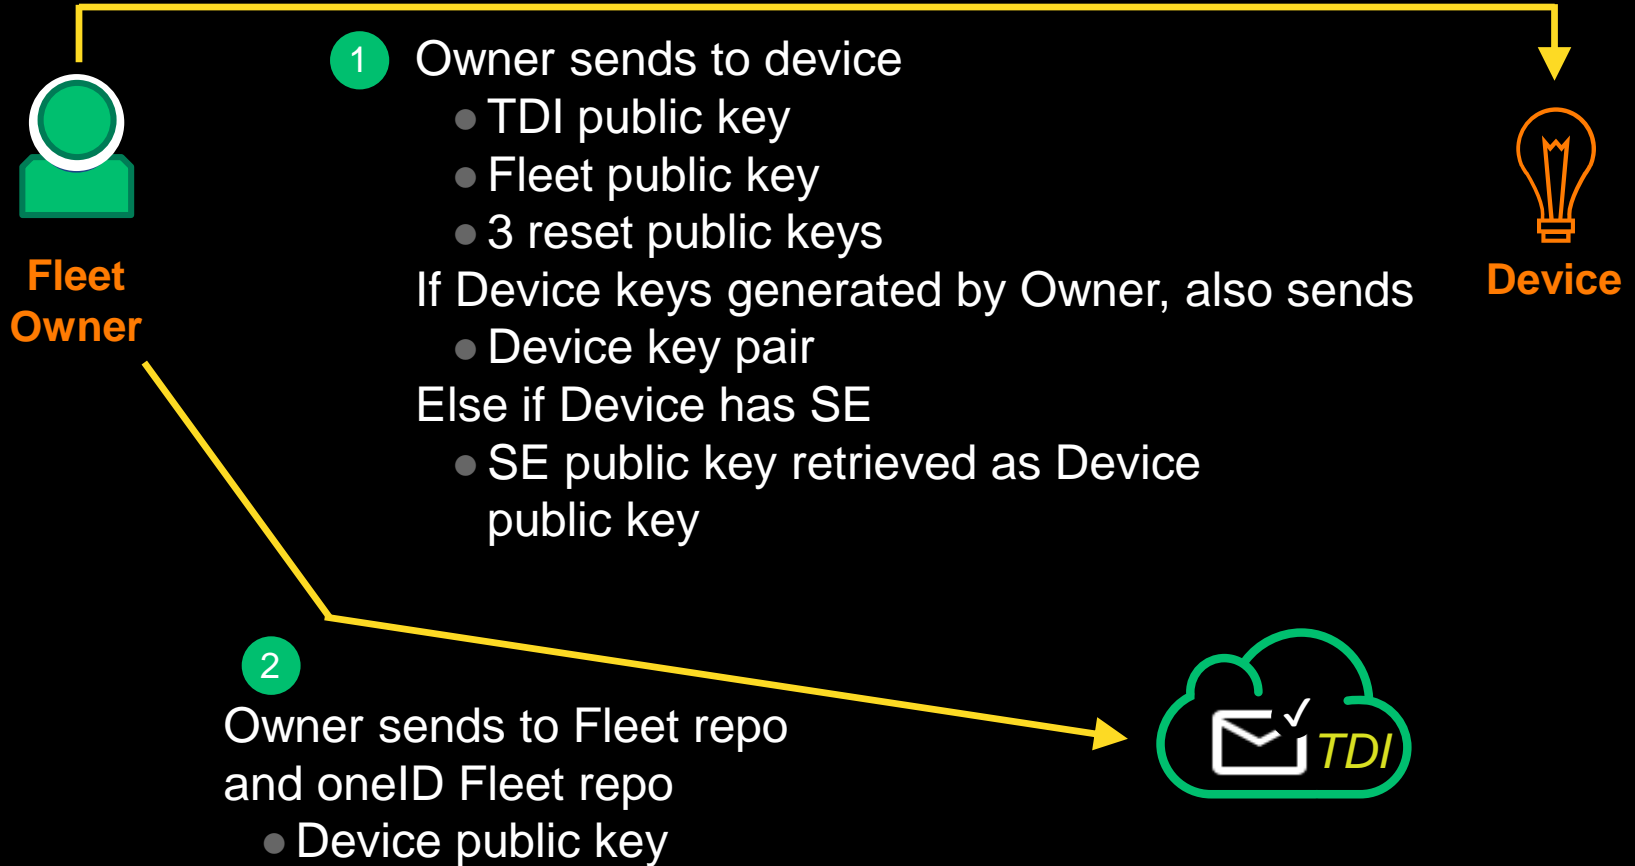 1
Owner sends to device
● TDI public key
● Fleet public key
● 3 reset public keys
If Device keys generated by Owner, also sends
● Device key pair
Else if Device has SE
● SE public key retrieved as Device
public key
Fleet
Owner
Device
2
Owner sends to Fleet repo
and oneID Fleet repo
● Device public key
TDI